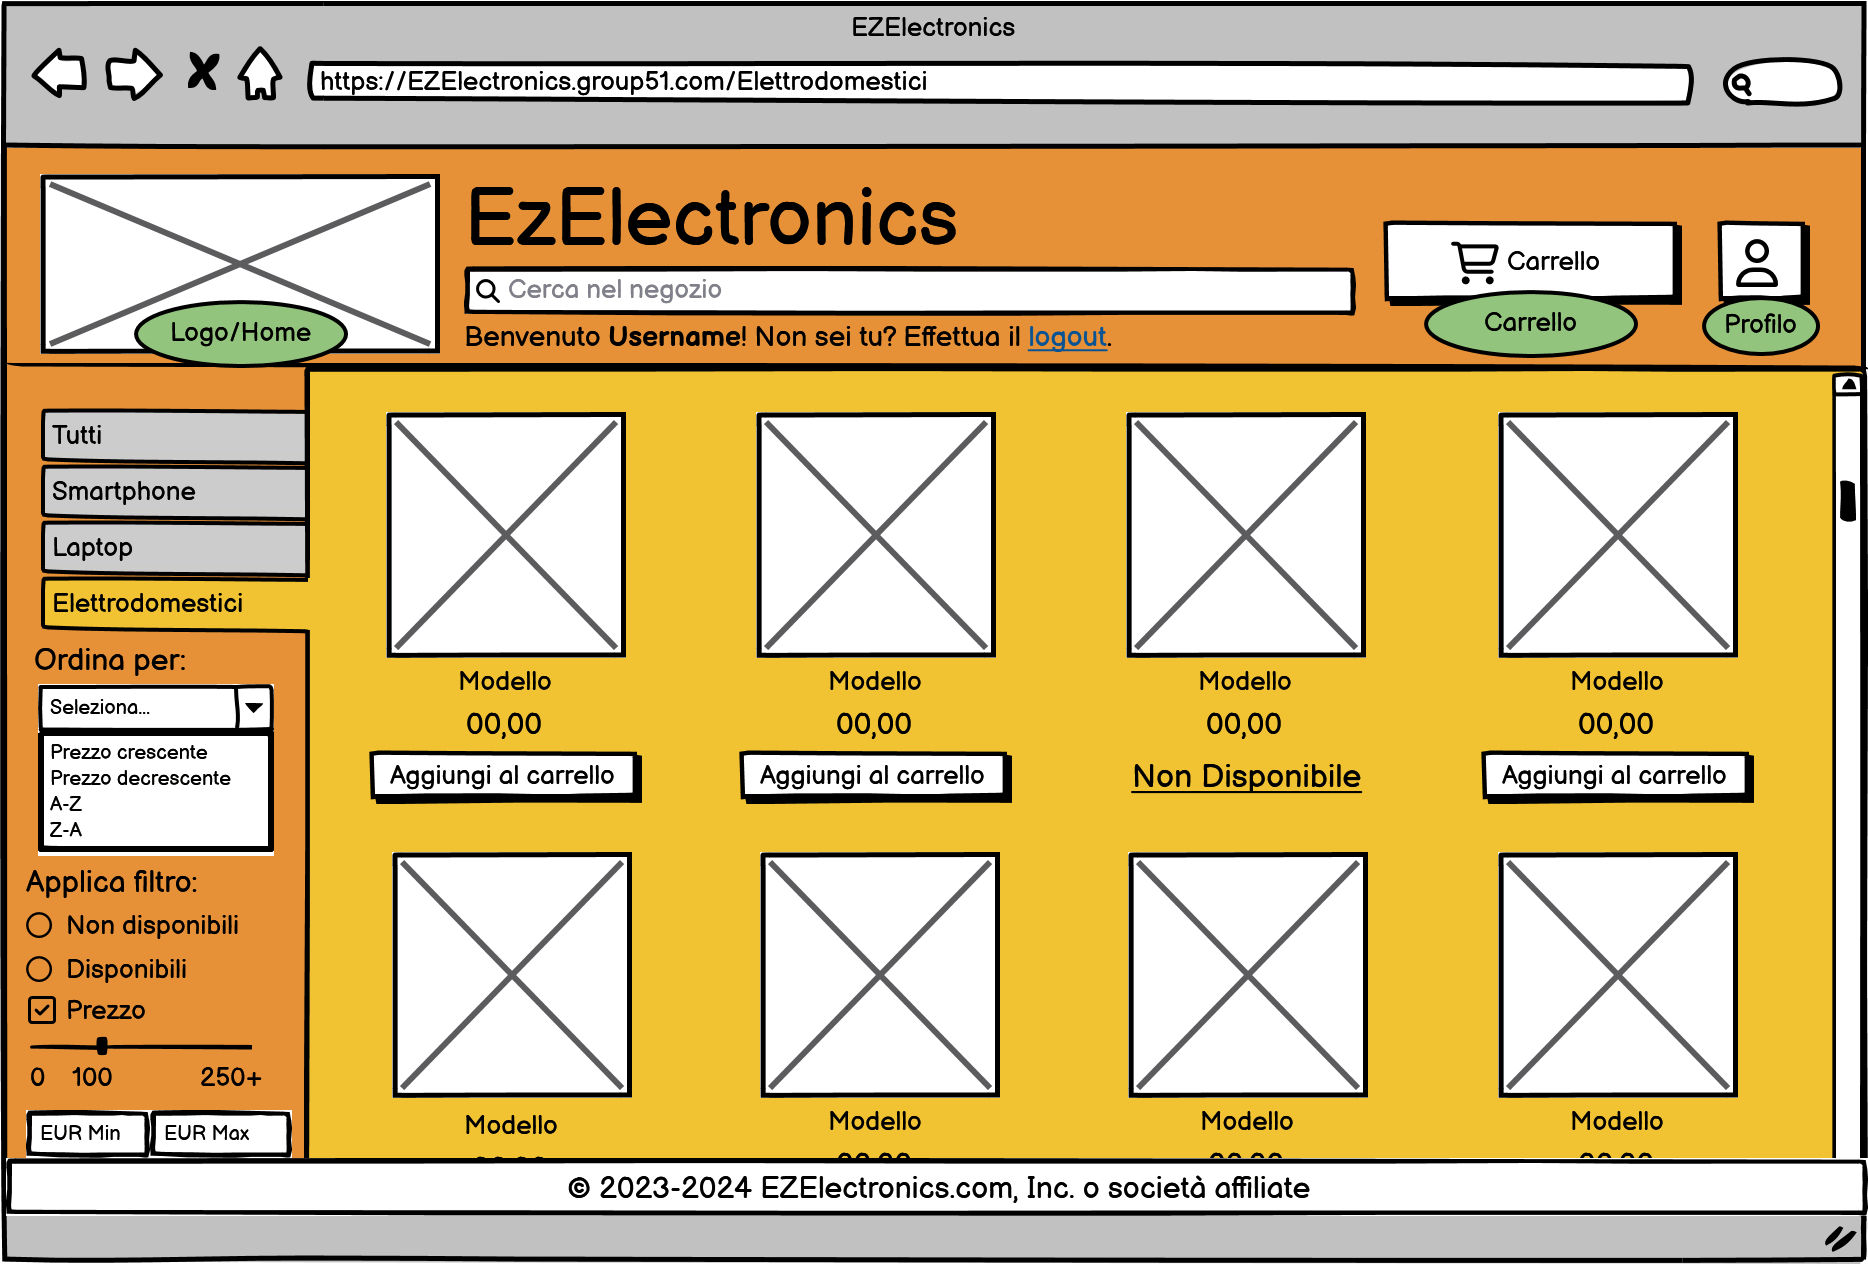 EZElectronics
https://EZElectronics.group51.com/Elettrodomestici
EzElectronics
Cerca nel negozio
Benvenuto Username! Non sei tu? Effettua il logout.
Logo/Home
Carrello
Carrello
Profilo
Tutti
Smartphone
Laptop
Elettrodomestici
Ordina per:
Seleziona...
Prezzo crescente
Prezzo decrescente
A-Z
Z-A
Applica filtro:
Non disponibili
Disponibili
Prezzo
0 100 250+
EUR Min EUR Max
Modello Modello Modello Modello
00,00 00,00 00,00 00,00
Aggiungi al carrello Aggiungi al carrello Non Disponibile Aggiungi al carrello
Modello Modello Modello Modello
© 2023-2024 EZElectronics.com, Inc. o società affiliate